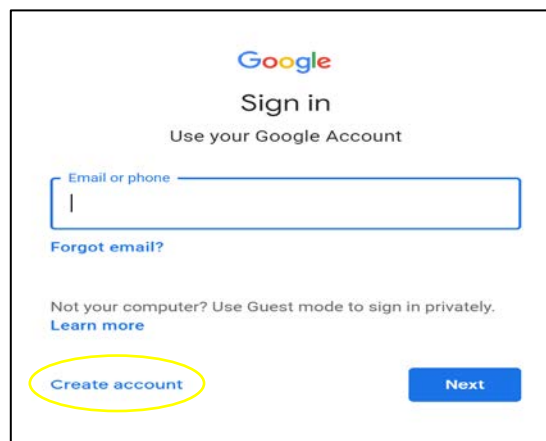 Google
Sign in
Use your Google Account
Email or phone
Forgot email?
Not your computer? Use Guest mode to sign in privately.
Learn more
Create account
Next